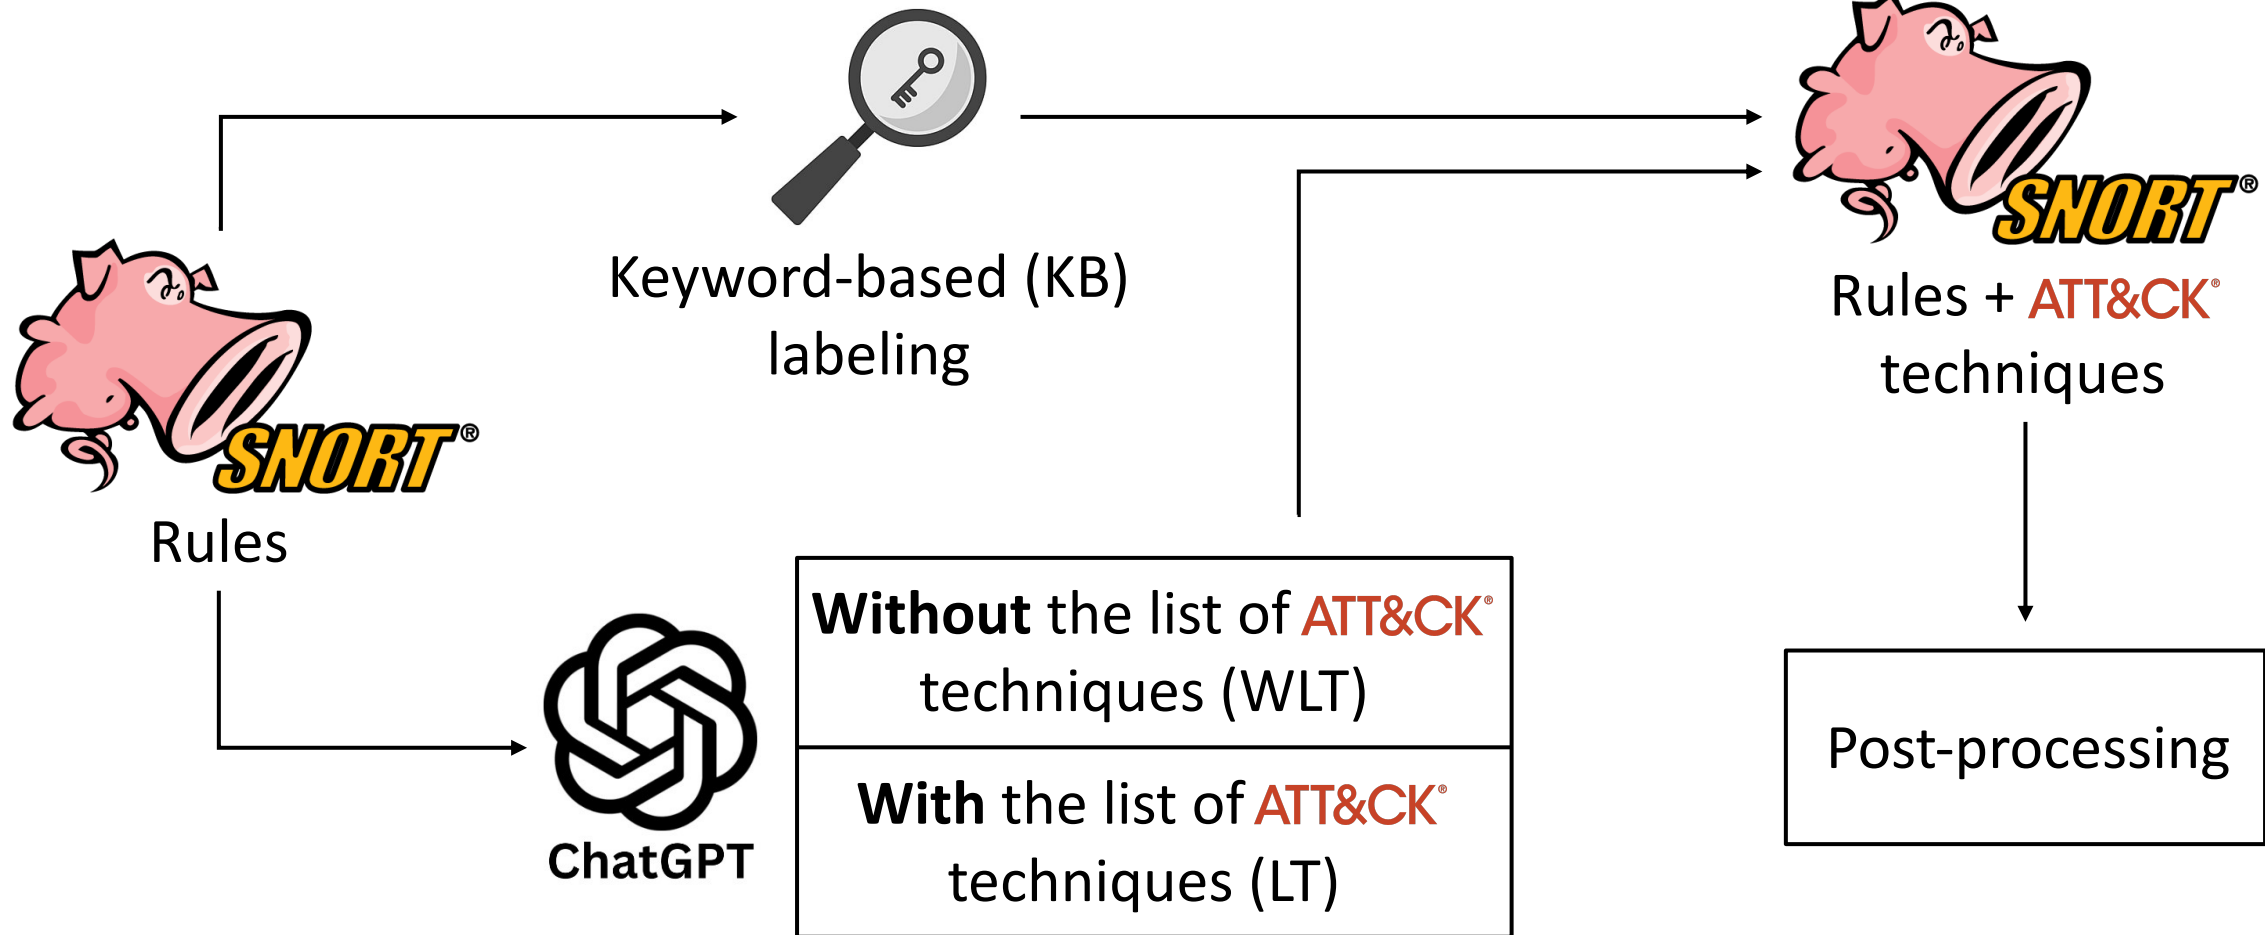 SNORT®
Rules
Keyword-based (KB)
labeling
ChatGPT
Without the list of ATT&CK®
techniques (WLT)
With the list of ATT&CK®
techniques (LT)
SNORT®
Rules + ATT&CK®
techniques
Post-processing